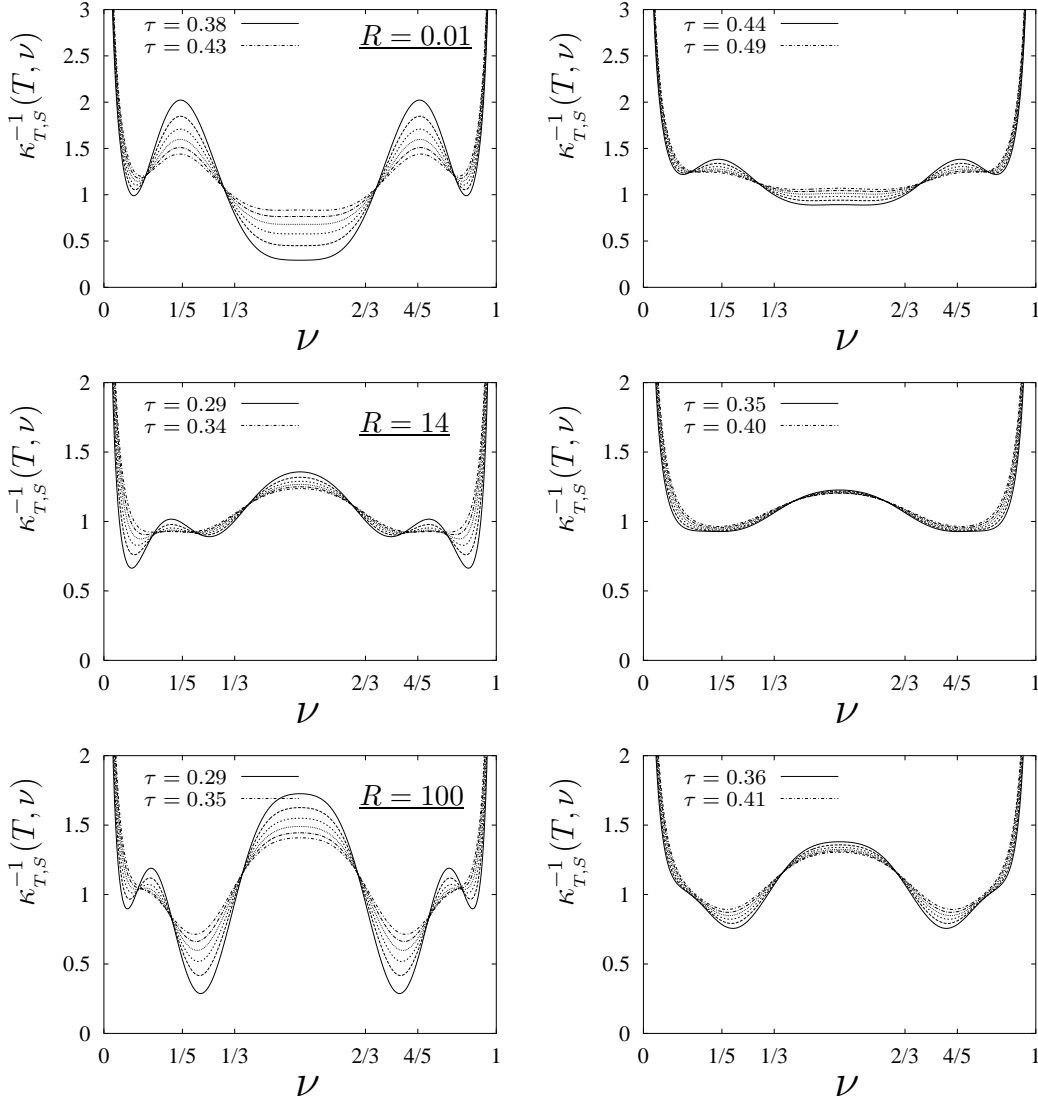 κ⁻¹_{T,S}(T, ν)
3
2.5
2
1.5
1
0.5
0
τ = 0.38
τ = 0.43
R = 0.01
0 1/5 1/3 2/3 4/5 1
ν
κ⁻¹_{T,S}(T, ν)
3
2.5
2
1.5
1
0.5
0
τ = 0.44
τ = 0.49
0 1/5 1/3 2/3 4/5 1
ν
κ⁻¹_{T,S}(T, ν)
2
1.5
1
0.5
0
τ = 0.29
τ = 0.34
R = 14
0 1/5 1/3 2/3 4/5 1
ν
κ⁻¹_{T,S}(T, ν)
2
1.5
1
0.5
0
τ = 0.35
τ = 0.40
0 1/5 1/3 2/3 4/5 1
ν
κ⁻¹_{T,S}(T, ν)
2
1.5
1
0.5
0
τ = 0.29
τ = 0.35
R = 100
0 1/5 1/3 2/3 4/5 1
ν
κ⁻¹_{T,S}(T, ν)
2
1.5
1
0.5
0
τ = 0.36
τ = 0.41
0 1/5 1/3 2/3 4/5 1
ν